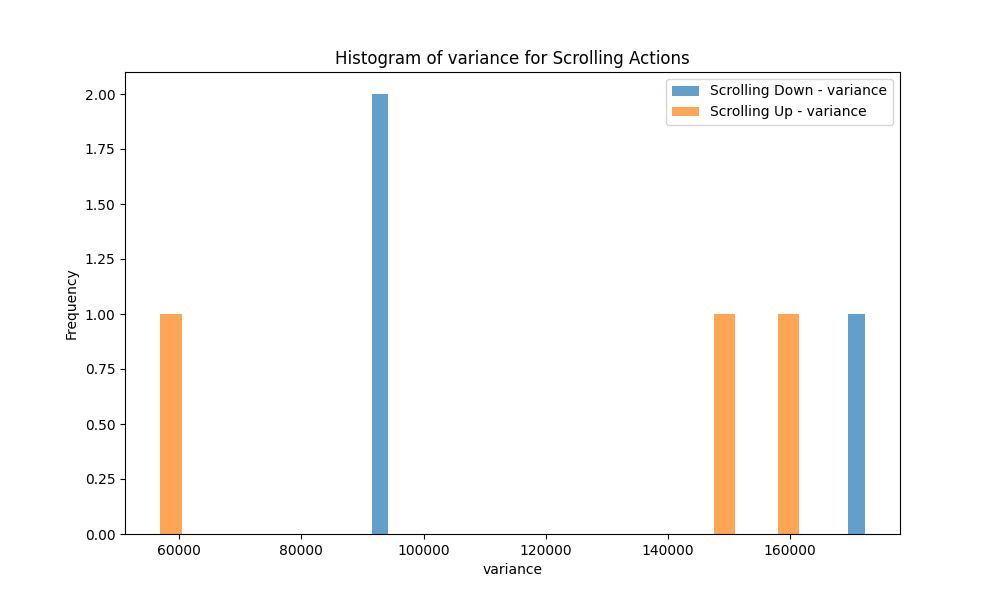 Histogram of variance for Scrolling Actions
Scrolling Down - variance
Scrolling Up - variance
2.00
1.75
1.50
1.25
1.00
0.75
0.50
0.25
0.00
Frequency
60000 80000 100000 120000 140000 160000
variance